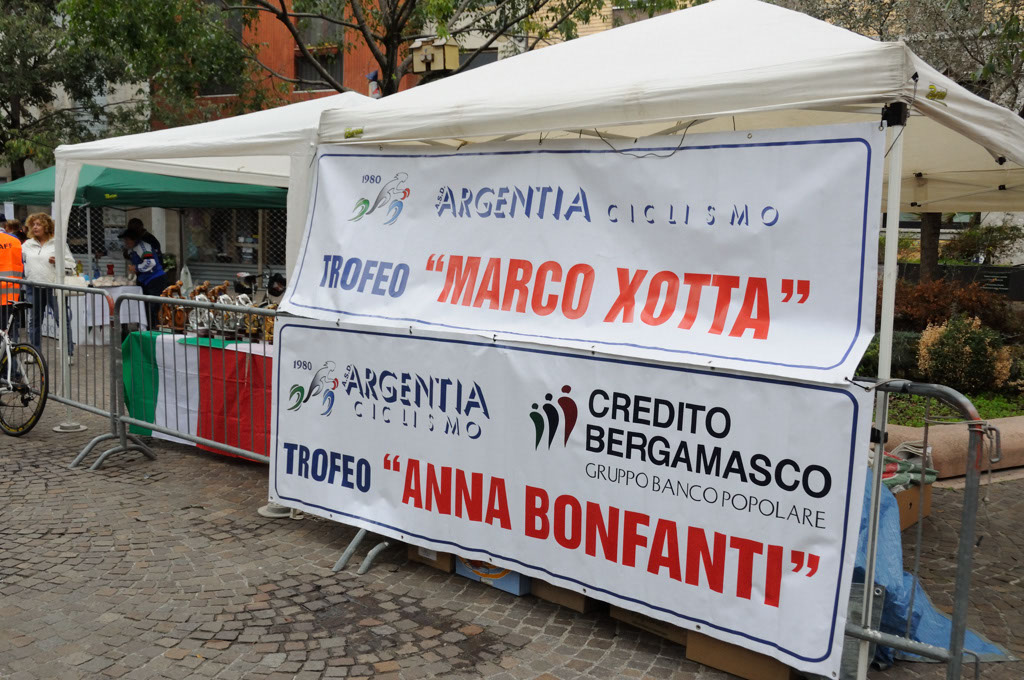 1980
A.S.D. ARGENTIA CICLISMO
TROFEO "MARCO XOTTA"
1980
A.S.D. ARGENTIA
CICLISMO
CREDITO
BERGAMASCO
GRUPPO BANCO POPOLARE
TROFEO "ANNA BONFANTI"